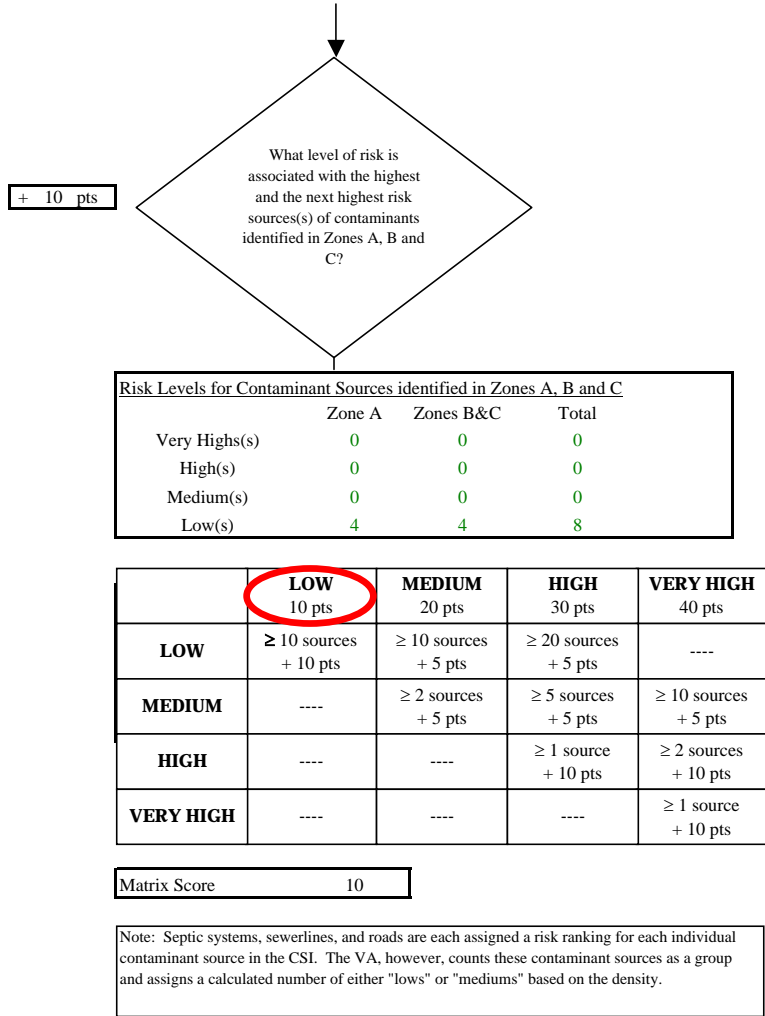 What level of risk is
associated with the highest
and the next highest risk
sources(s) of contaminants
identified in Zones A, B and
C?
+ 10 pts
Risk Levels for Contaminant Sources identified in Zones A, B and C
Zone A Zones B&C Total
Very Highs(s) 0 0 0
High(s) 0 0 0
Medium(s) 0 0 0
Low(s) 4 4 8
LOW MEDIUM HIGH VERY HIGH
10 pts 20 pts 30 pts 40 pts
LOW ≥ 10 sources ≥ 10 sources ≥ 20 sources ----
+ 10 pts + 5 pts + 5 pts
MEDIUM ---- ≥ 2 sources ≥ 5 sources ≥ 10 sources
+ 5 pts + 5 pts + 5 pts
HIGH ---- ---- ≥ 1 source ≥ 2 sources
+ 10 pts + 10 pts
VERY HIGH ---- ---- ---- ≥ 1 source
+ 10 pts
Matrix Score 10
Note: Septic systems, sewerlines, and roads are each assigned a risk ranking for each individual
contaminant source in the CSI. The VA, however, counts these contaminant sources as a group
and assigns a calculated number of either "lows" or "mediums" based on the density.